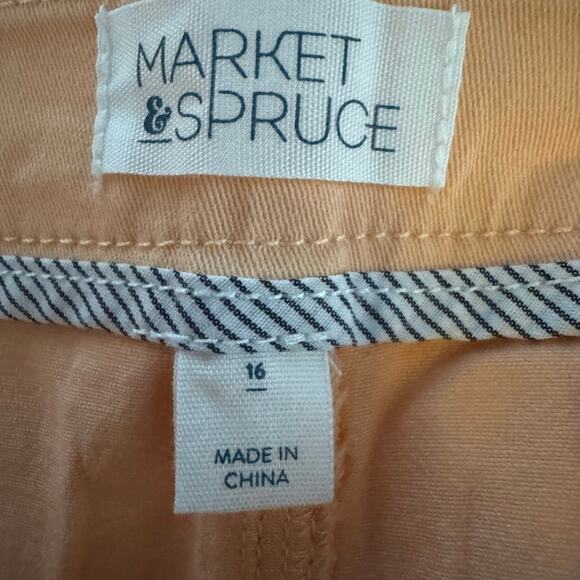 MARKET
&SPRUCE
16
MADE IN
CHINA